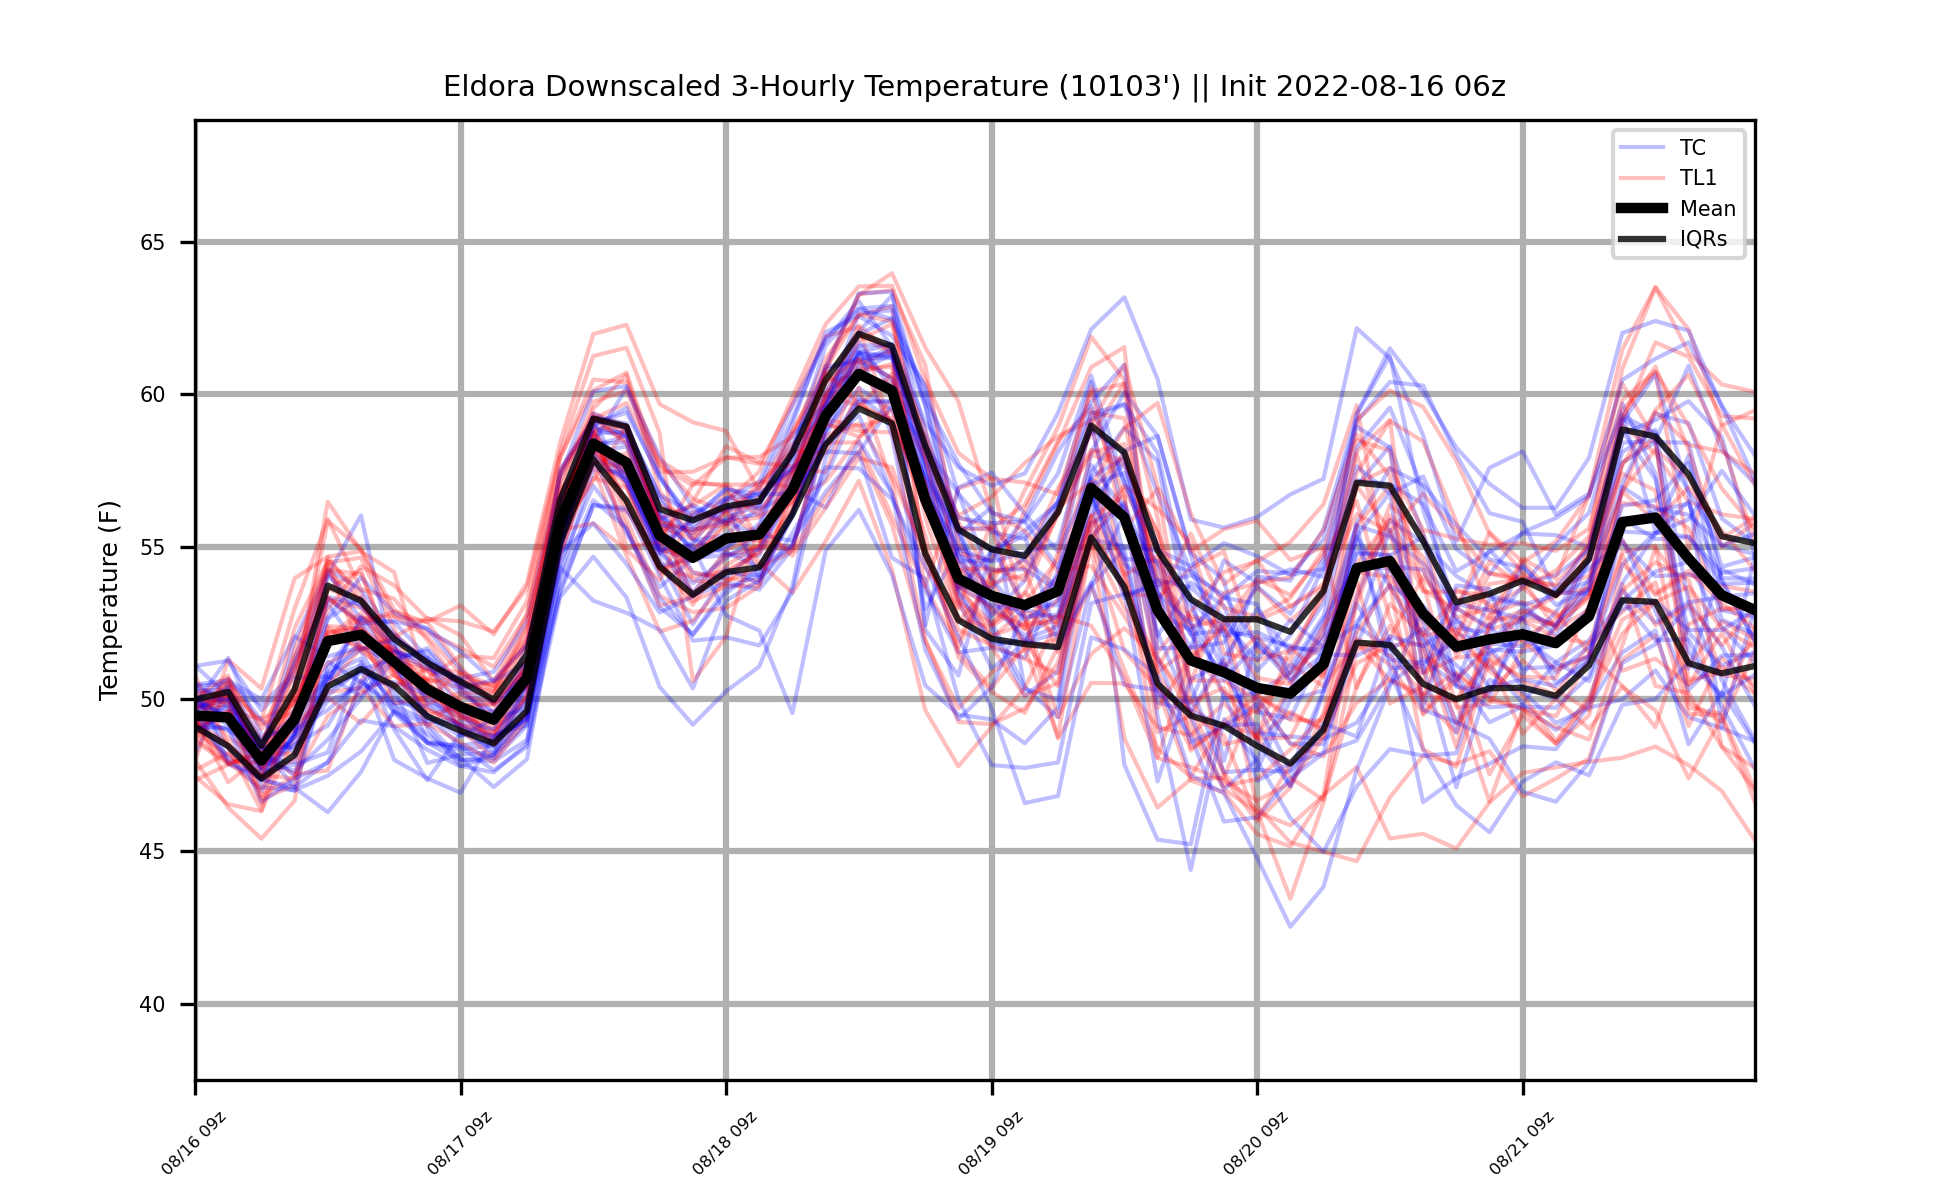 Eldora Downscaled 3-Hourly Temperature (10103') || Init 2022-08-16 06z
TC
TL1
Mean
IQRs
Temperature (F)
65
60
55
50
45
40
08/16 09z
08/17 09z
08/18 09z
08/19 09z
08/20 09z
08/21 09z